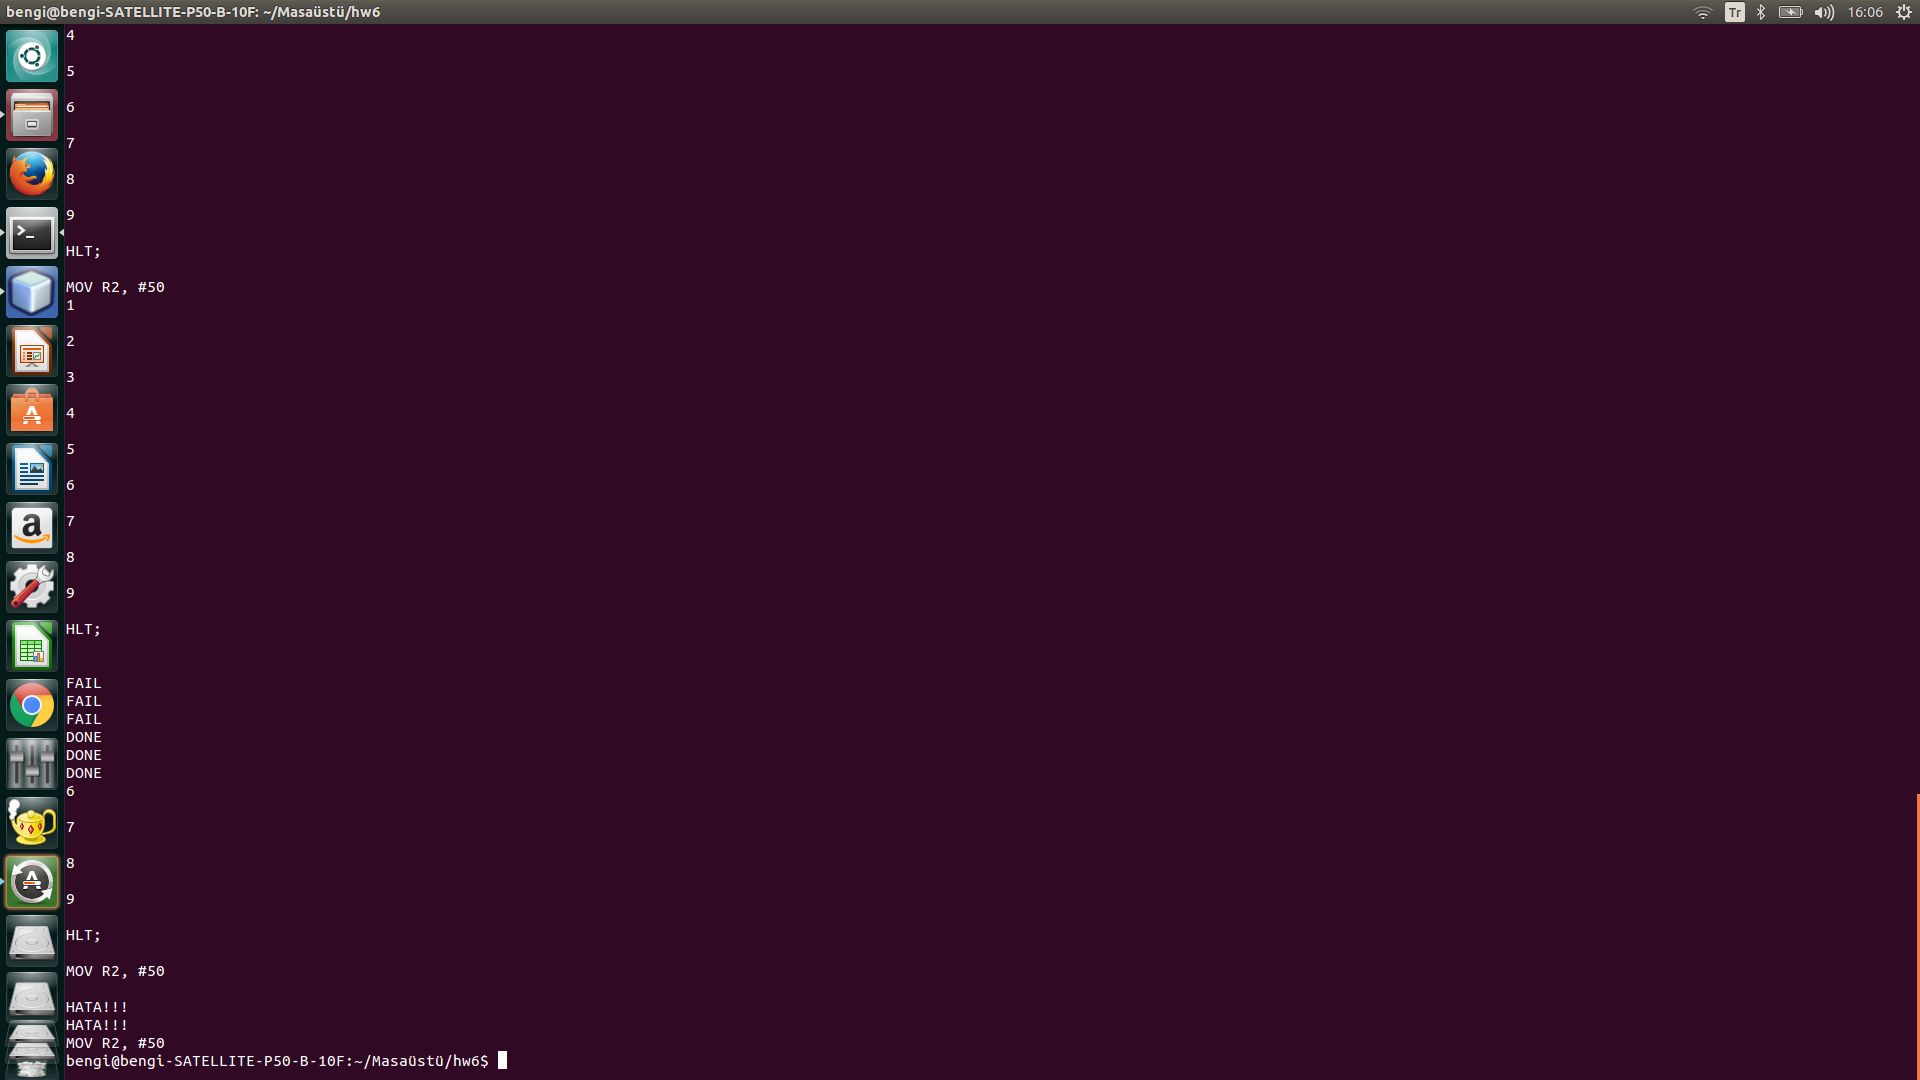 bengi@bengi-SATELLITE-P50-B-10F: ~/Masaüstü/hw6
Tr
16:06
4
5
6
7
8
9
HLT;
MOV R2, #50
1
2
3
4
5
6
7
8
9
HLT;
FAIL
FAIL
FAIL
DONE
DONE
DONE
6
7
8
9
HLT;
MOV R2, #50
HATA!!!
HATA!!!
MOV R2, #50
bengi@bengi-SATELLITE-P50-B-10F:~/Masaüstü/hw6$